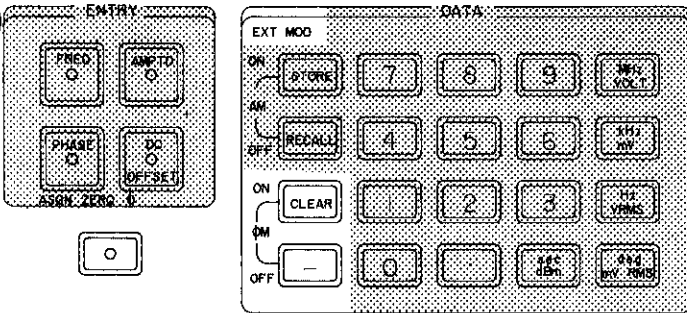 ENTRY
FREQ AMPTD
PHASE DC OFFSET
ASGN ZERO Φ
DATA
EXT MOD
ON
AM
OFF
STORE 7 8 9 MHz VOLT
RECALL 4 5 6 kHz mV
ON
ΦM
OFF
CLEAR 1 2 3 Hz VRMS
− 0 . sec dBm deg mV RMS